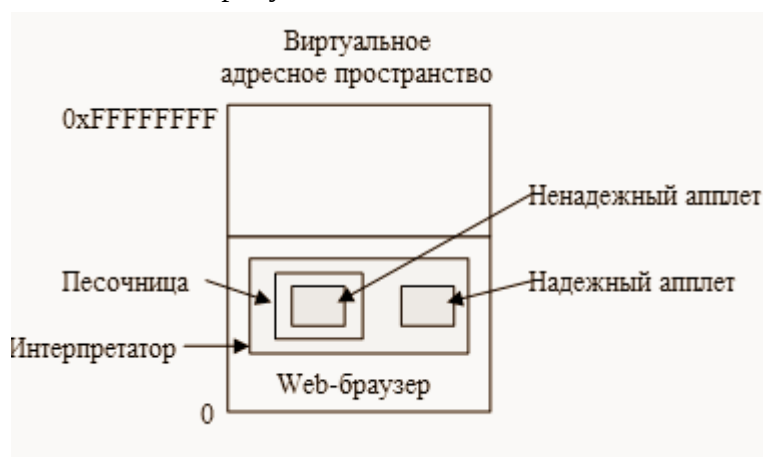 Виртуальное
адресное пространство
0xFFFFFFFF
Ненадежный апплет
Песочница
Надежный апплет
Интерпретатор
Web-браузер
0